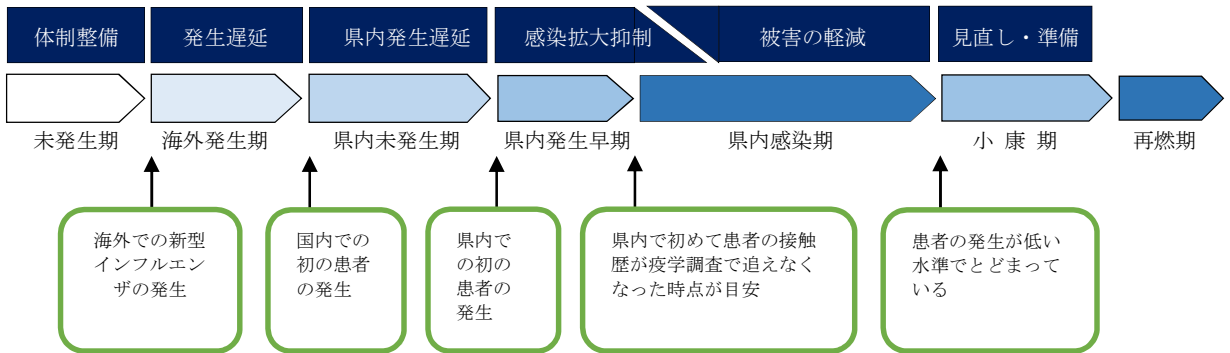 体制整備
発生遅延
県内発生遅延
感染拡大抑制
被害の軽減
見直し・準備
未発生期
海外発生期
県内未発生期
県内発生早期
県内感染期
小 康 期
再燃期
海外での新型
インフルエン
ザの発生
国内での
初の患者
の発生
県内で
の初の
患者の
発生
県内で初めて患者の接触
歴が疫学調査で追えなく
なった時点が目安
患者の発生が低い
水準でとどまって
いる